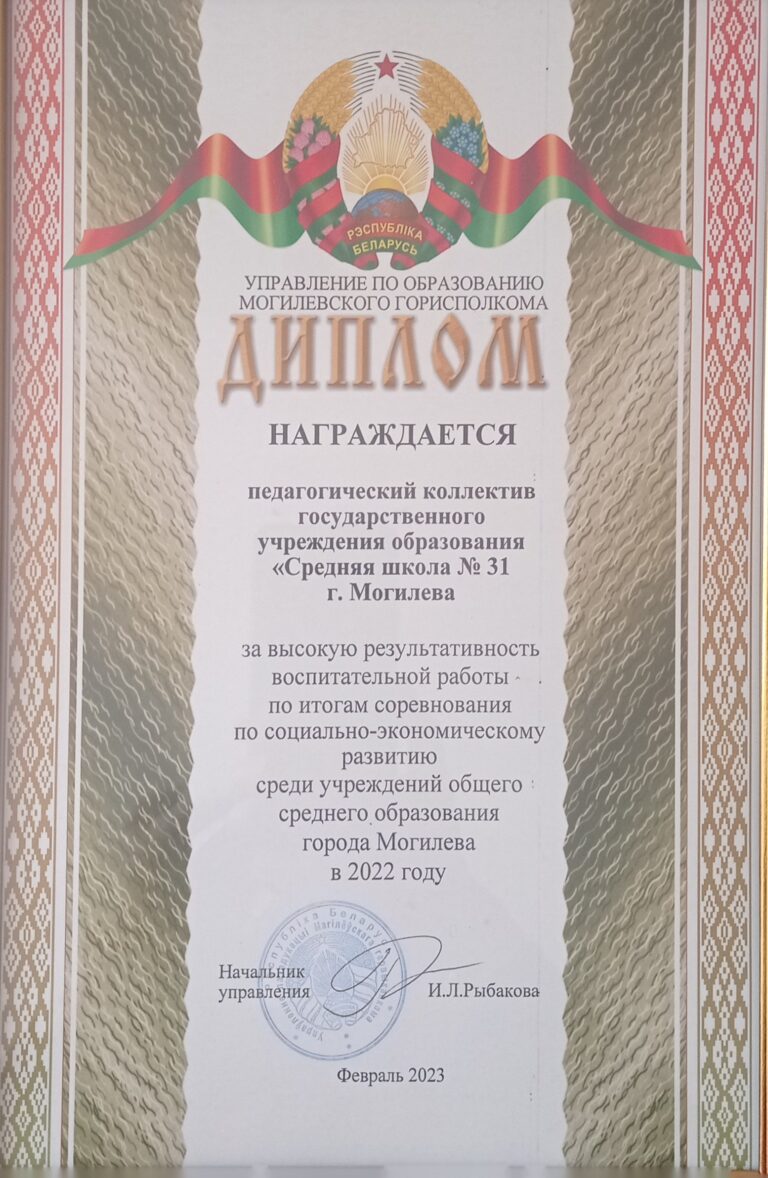 РЭСПУБЛІКА
БЕЛАРУСЬ
УПРАВЛЕНИЕ ПО ОБРАЗОВАНИЮ
МОГИЛЕВСКОГО ГОРИСПОЛКОМА
ДИПЛОМ
НАГРАЖДАЕТСЯ
педагогический коллектив
государственного
учреждения образования
«Средняя школа № 31
г. Могилева
за высокую результативность
воспитательной работы
по итогам соревнования
по социально-экономическому
развитию
среди учреждений общего
среднего образования
города Могилева
в 2022 году
Начальник
управления
И.Л.Рыбакова
Февраль 2023